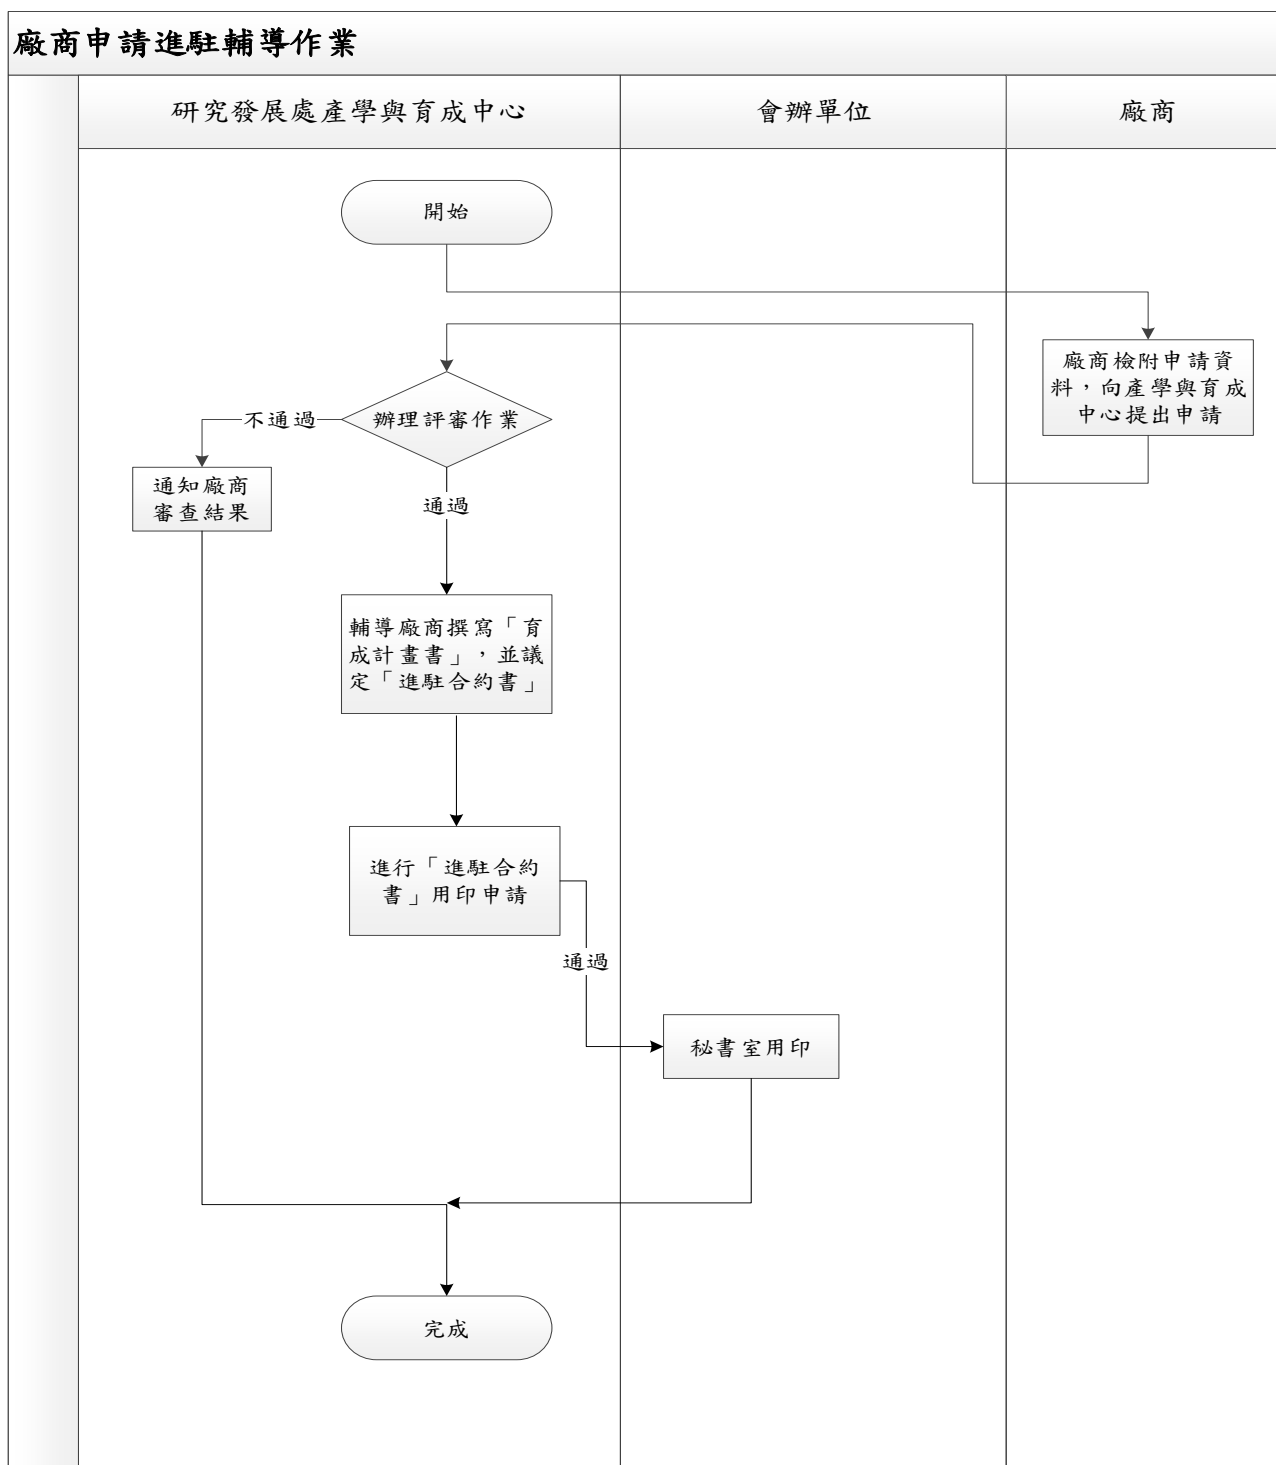 廠商申請進駐輔導作業
研究發展處產學與育成中心
會辦單位
廠商
開始
廠商檢附申請資
料，向產學與育成
中心提出申請
辦理評審作業
不通過
通知廠商
審查結果
通過
輔導廠商撰寫「育
成計畫書」，並議
定「進駐合約書」
進行「進駐合約
書」用印申請
通過
秘書室用印
完成